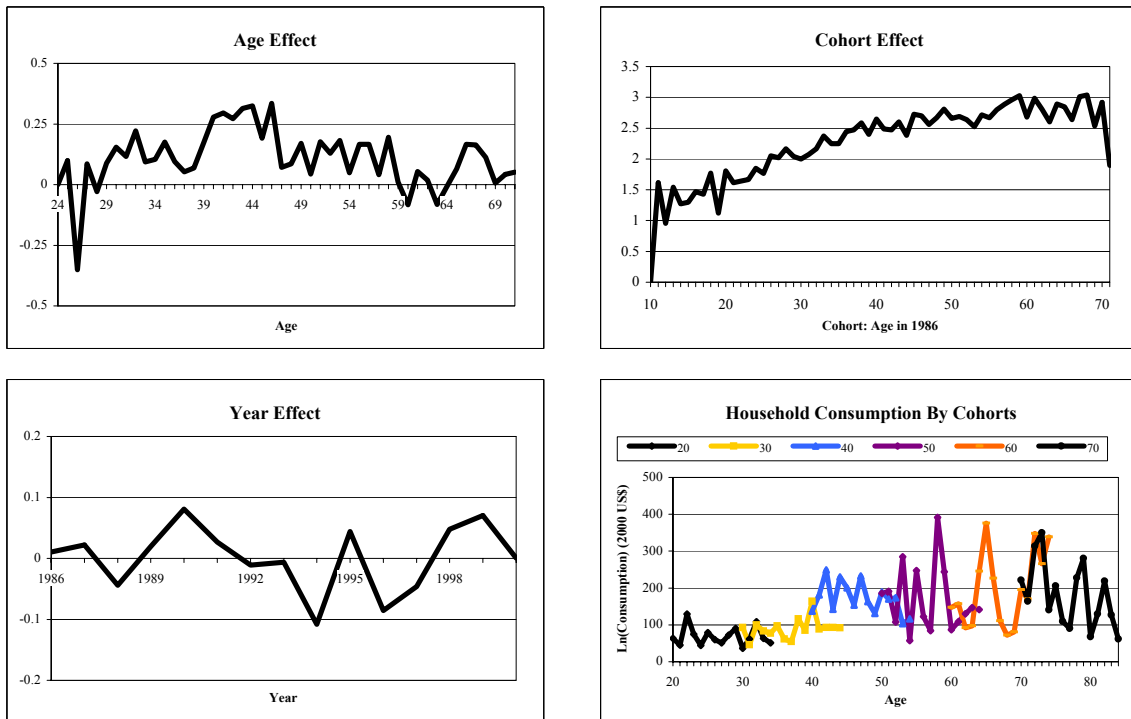 Age Effect
0.5
0.25
0
-0.25
-0.5
24 29 34 39 44 49 54 59 64 69
Age
Cohort Effect
3.5
3
2.5
2
1.5
1
0.5
0
10 20 30 40 50 60 70
Cohort: Age in 1986
Year Effect
0.2
0.1
0
-0.1
-0.2
1986 1989 1992 1995 1998
Year
Household Consumption By Cohorts
20 30 40 50 60 70
Ln(Consumption) (2000 US$)
500
400
300
200
100
0
20 30 40 50 60 70 80
Age